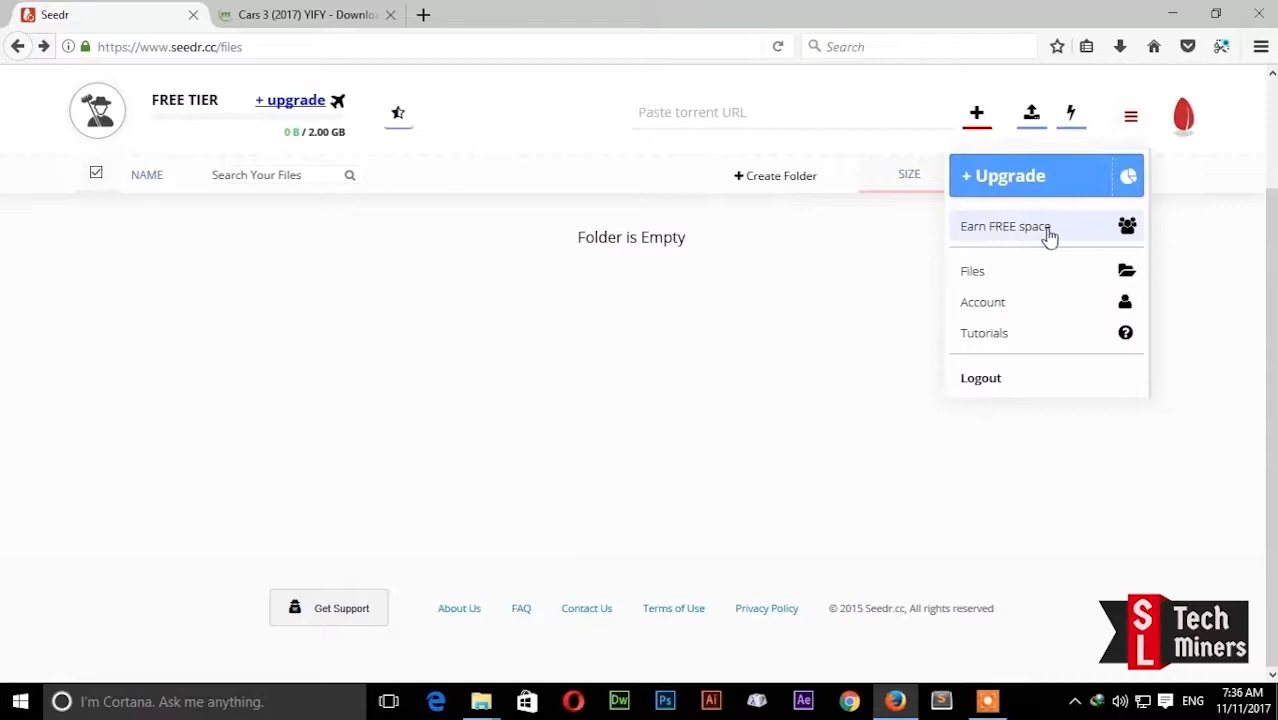 Seedr
Cars 3 (2017) YIFY - Downloa
https://www.seedr.cc/files
Search
FREE TIER
+ upgrade
0 B / 2.00 GB
Paste torrent URL
NAME
Search Your Files
Create Folder
SIZE
+ Upgrade
Earn FREE space
Folder is Empty
Files
Account
Tutorials
Logout
Get Support
About Us
FAQ
Contact Us
Terms of Use
Privacy Policy
© 2015 Seedr.cc, All rights reserved
SL
Tech
Miners
I'm Cortana. Ask me anything.
Dw
Ps
Ai
Ae
ENG
7:36 AM
11/11/2017